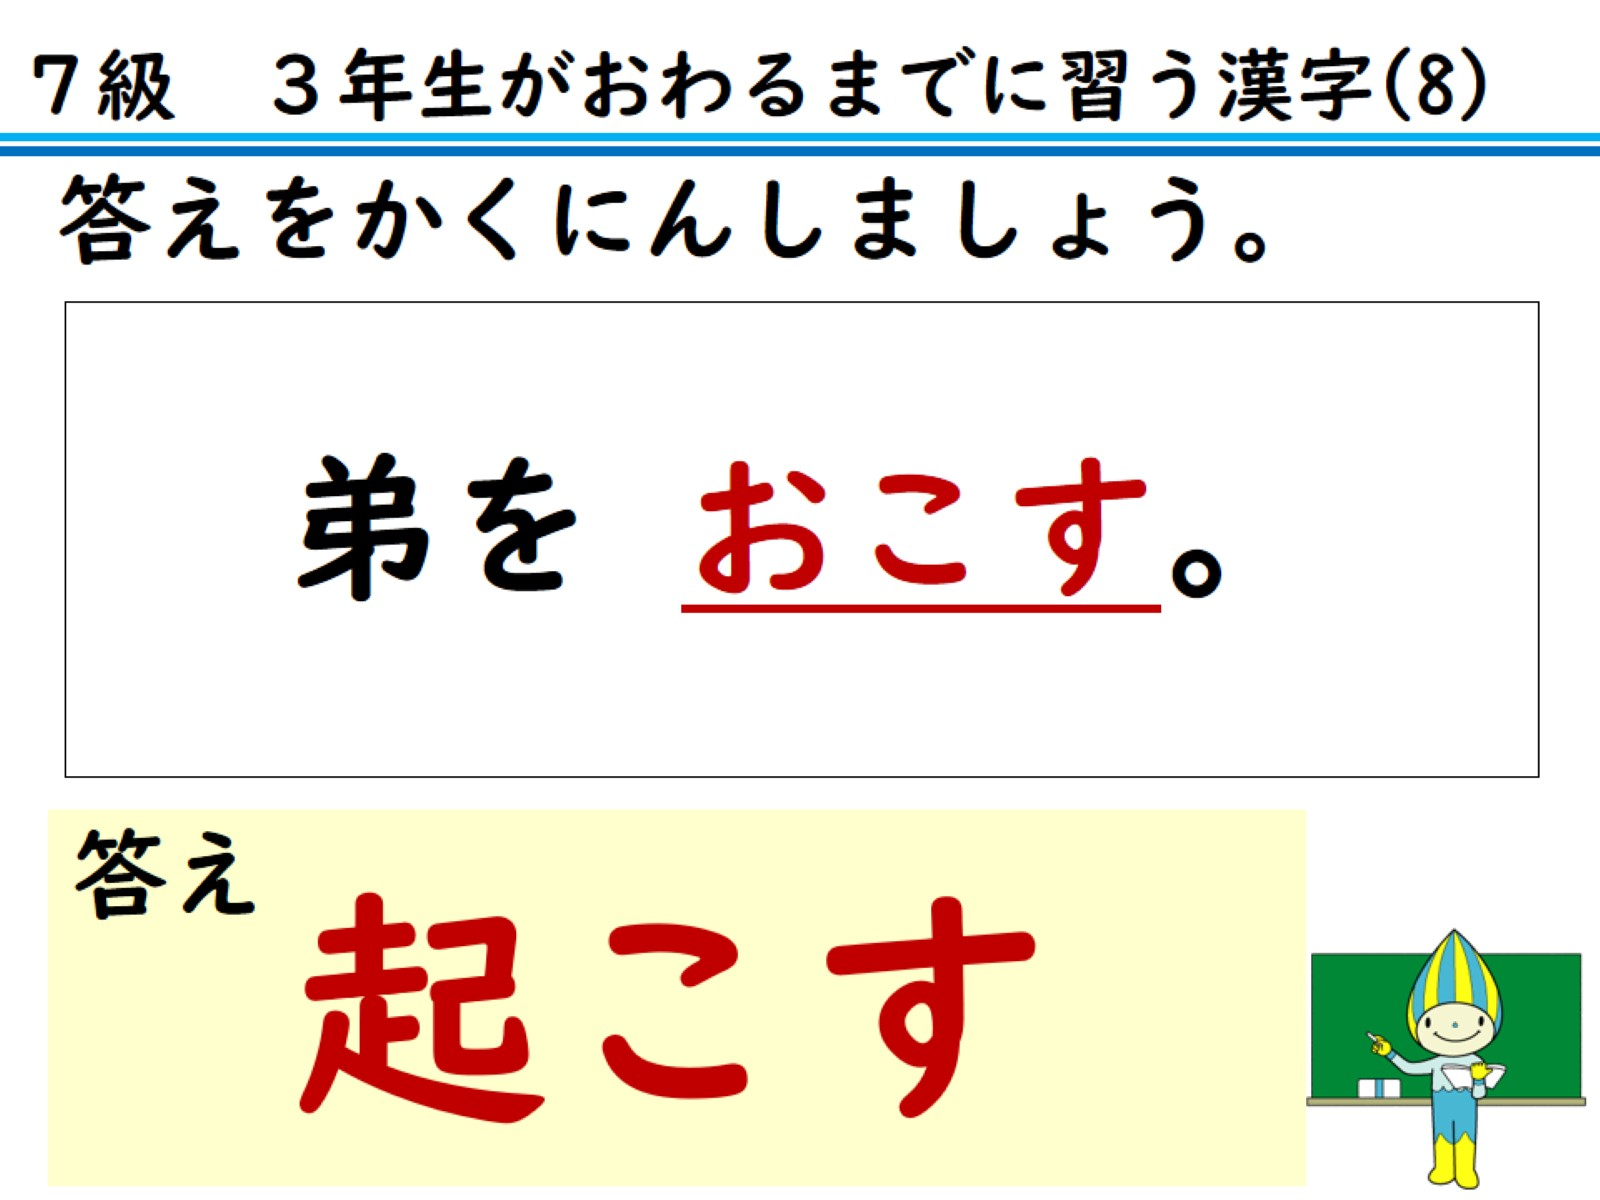 ７級　３年生がおわるまでに習う漢字(8)
答えをかくにんしましょう。
弟を　おこす。
答え
起こす